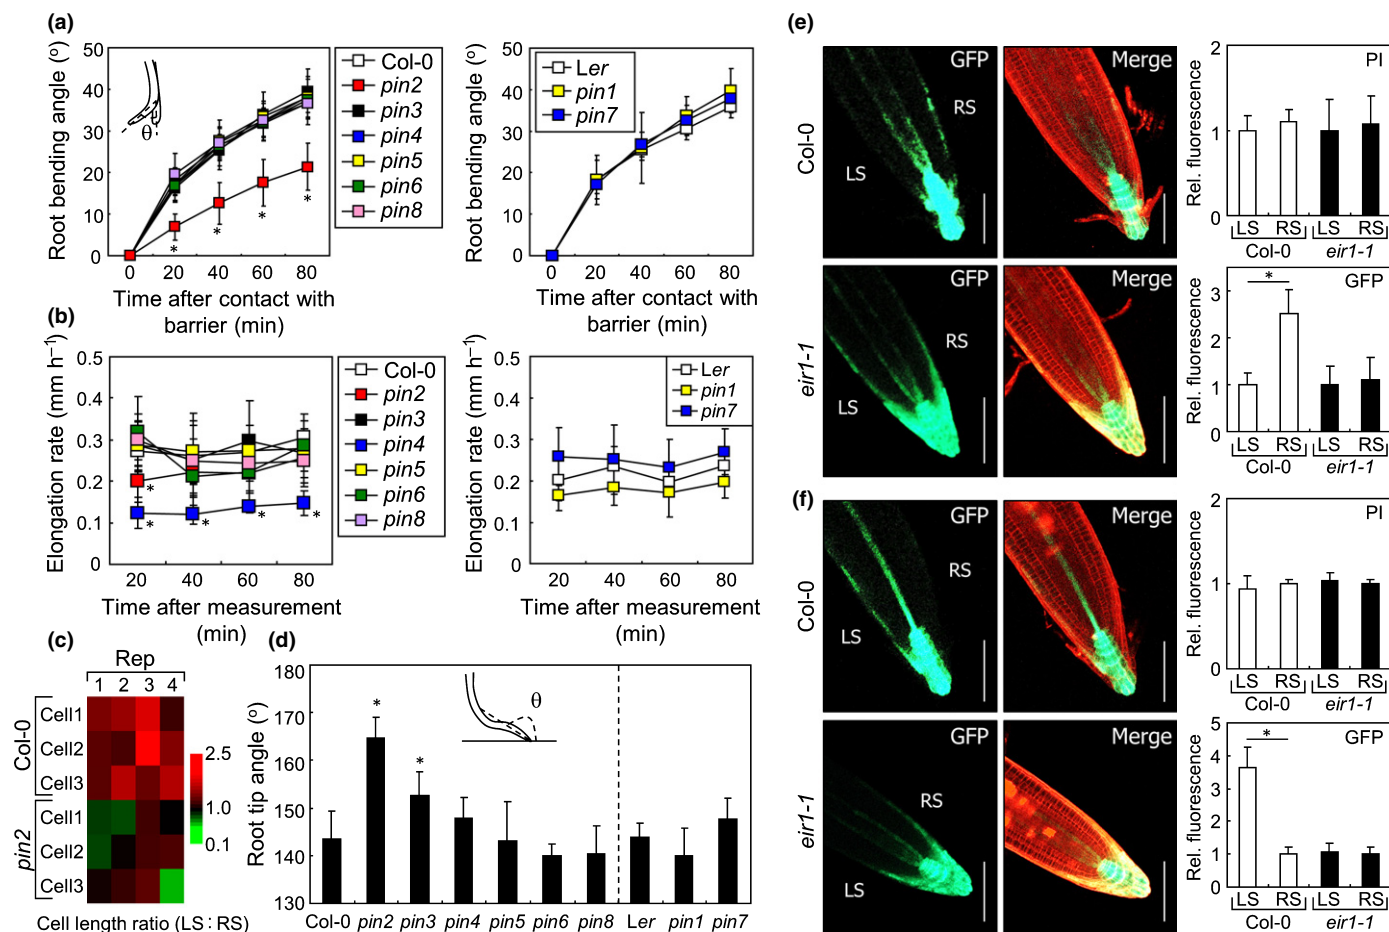 (a)
Root bending angle (°)
50
40
30
20
10
0
θ
*
*
*
*
0 20 40 60 80
Time after contact with
barrier (min)
Col-0
pin2
pin3
pin4
pin5
pin6
pin8
Root bending angle (°)
50
40
30
20
10
0
Ler
pin1
pin7
0 20 40 60 80
Time after contact with
barrier (min)
(b)
Elongation rate (mm h⁻¹)
0.5
0.4
0.3
0.2
0.1
0
*
*
*
*
*
20 40 60 80
Time after measurement
(min)
Col-0
pin2
pin3
pin4
pin5
pin6
pin8
Elongation rate (mm h⁻¹)
0.5
0.4
0.3
0.2
0.1
0
Ler
pin1
pin7
20 40 60 80
Time after measurement
(min)
(c)
Rep
1 2 3 4
Col-0
Cell1
Cell2
Cell3
pin2
Cell1
Cell2
Cell3
2.5
1.0
0.1
Cell length ratio (LS : RS)
(d)
Root tip angle (°)
180
170
160
150
140
130
*
*
θ
Col-0 pin2 pin3 pin4 pin5 pin6 pin8 Ler pin1 pin7
(e)
Col-0
GFP
RS
LS
Merge
Rel. fluorescence
2
1
0
PI
LS RS LS RS
Col-0 eir1-1
eir1-1
GFP
RS
LS
Merge
Rel. fluorescence
3
2
1
0
GFP
*
LS RS LS RS
Col-0 eir1-1
(f)
Col-0
GFP
RS
LS
Merge
Rel. fluorescence
2
1
0
PI
LS RS LS RS
Col-0 eir1-1
eir1-1
GFP
RS
LS
Merge
Rel. fluorescence
5
4
3
2
1
0
GFP
*
LS RS LS RS
Col-0 eir1-1